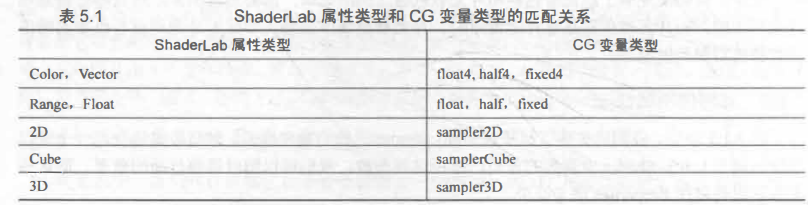 表 5.1 ShaderLab 属性类型和 CG 变量类型的匹配关系
ShaderLab 属性类型 CG 变量类型
Color，Vector float4, half4，fixed4
Range，Float float，half，fixed
2D sampler2D
Cube samplerCube
3D sampler3D